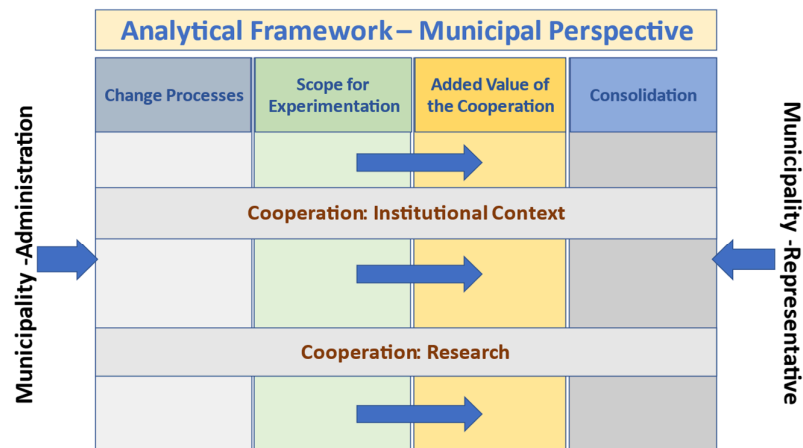 Analytical Framework – Municipal Perspective
Change Processes
Scope for
Experimentation
Added Value of
the Cooperation
Consolidation
Municipality -Administration
Municipality -Representative
Cooperation: Institutional Context
Cooperation: Research